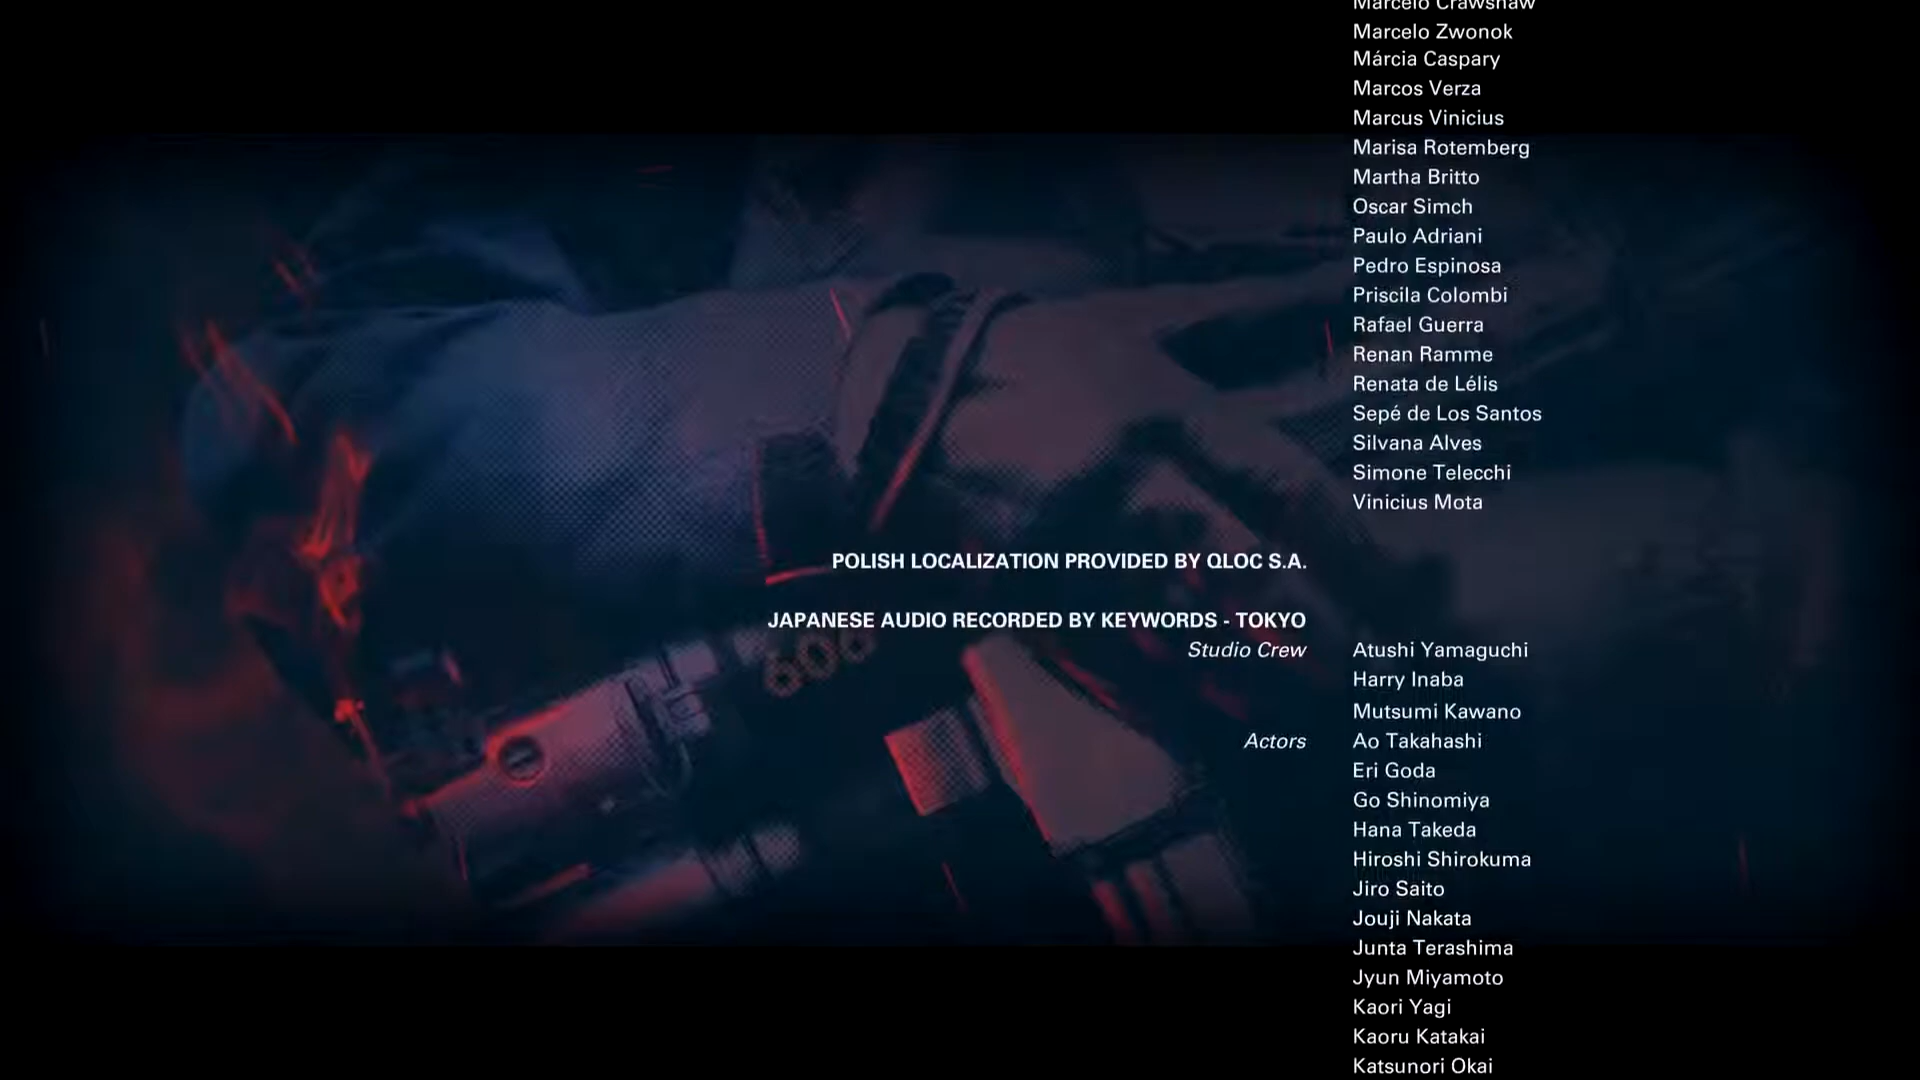 Marcelo Crawshaw
Marcelo Zwonok
Márcia Caspary
Marcos Verza
Marcus Vinicius
Marisa Rotemberg
Martha Britto
Oscar Simch
Paulo Adriani
Pedro Espinosa
Priscila Colombi
Rafael Guerra
Renan Ramme
Renata de Lélis
Sepé de Los Santos
Silvana Alves
Simone Telecchi
Vinicius Mota
POLISH LOCALIZATION PROVIDED BY QLOC S.A.
JAPANESE AUDIO RECORDED BY KEYWORDS - TOKYO
Studio Crew Atushi Yamaguchi
Harry Inaba
Mutsumi Kawano
Actors Ao Takahashi
Eri Goda
Go Shinomiya
Hana Takeda
Hiroshi Shirokuma
Jiro Saito
Jouji Nakata
Junta Terashima
Jyun Miyamoto
Kaori Yagi
Kaoru Katakai
Katsunori Okai